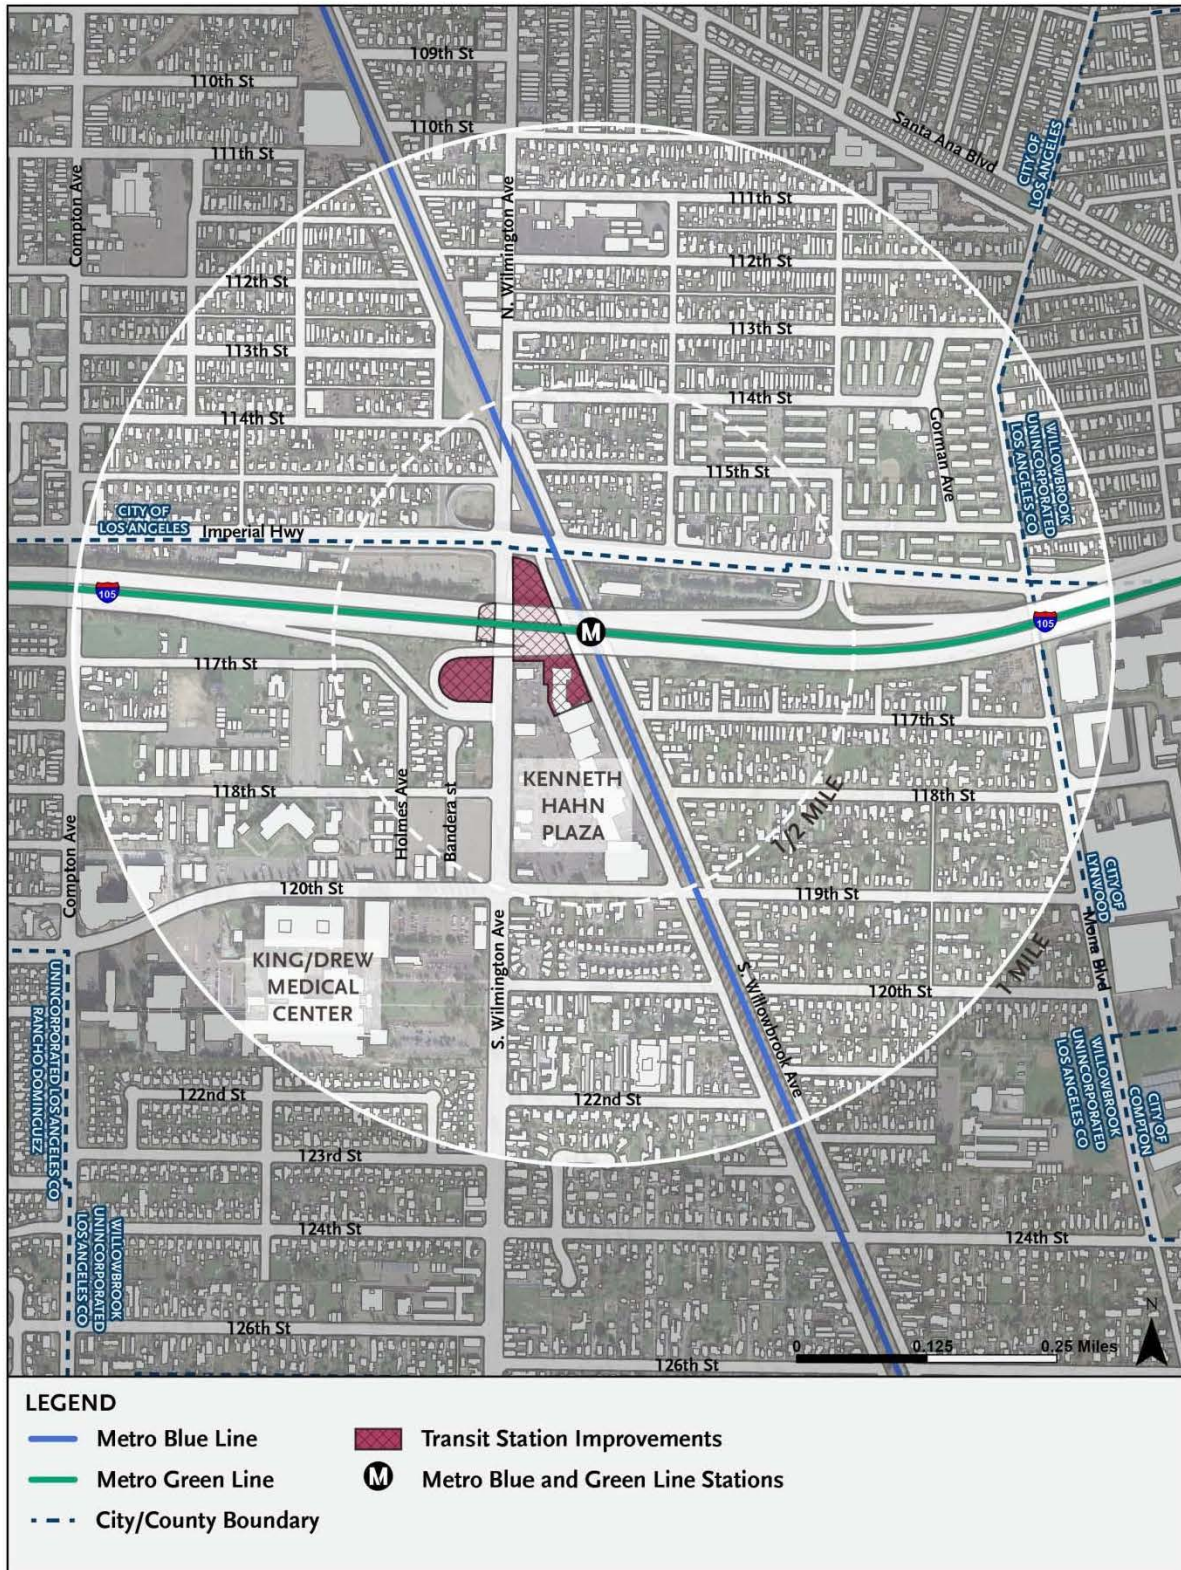 109th St
110th St
110th St
111th St
Santa Ana Blvd
CITY OF
LOS ANGELES
Compton Ave
N. Wilmington Ave
111th St
112th St
112th St
113th St
113th St
114th St
114th St
Gorman Ave
WILLOWBROOK
UNINCORPORATED
LOS ANGELES CO
115th St
CITY OF
LOS ANGELES
Imperial Hwy
105
M
105
117th St
117th St
KENNETH
HAHN
PLAZA
118th St
Holmes Ave
Bandera st
1/2 MILE
118th St
Compton Ave
120th St
119th St
CITY OF
LYNWOOD
Mona Blvd
KING/DREW
MEDICAL
CENTER
S. Wilmington Ave
S. Willowbrook Ave
120th St
1 MILE
UNINCORPORATED LOS ANGELES CO
RANCHO DOMINGUEZ
WILLOWBROOK
UNINCORPORATED
LOS ANGELES CO
CITY OF
COMPTON
122nd St
122nd St
123rd St
124th St
124th St
WILLOWBROOK
UNINCORPORATED
LOS ANGELES CO
126th St
126th St
N
0 0.125 0.25 Miles
LEGEND
Metro Blue Line
Transit Station Improvements
Metro Green Line
M Metro Blue and Green Line Stations
City/County Boundary